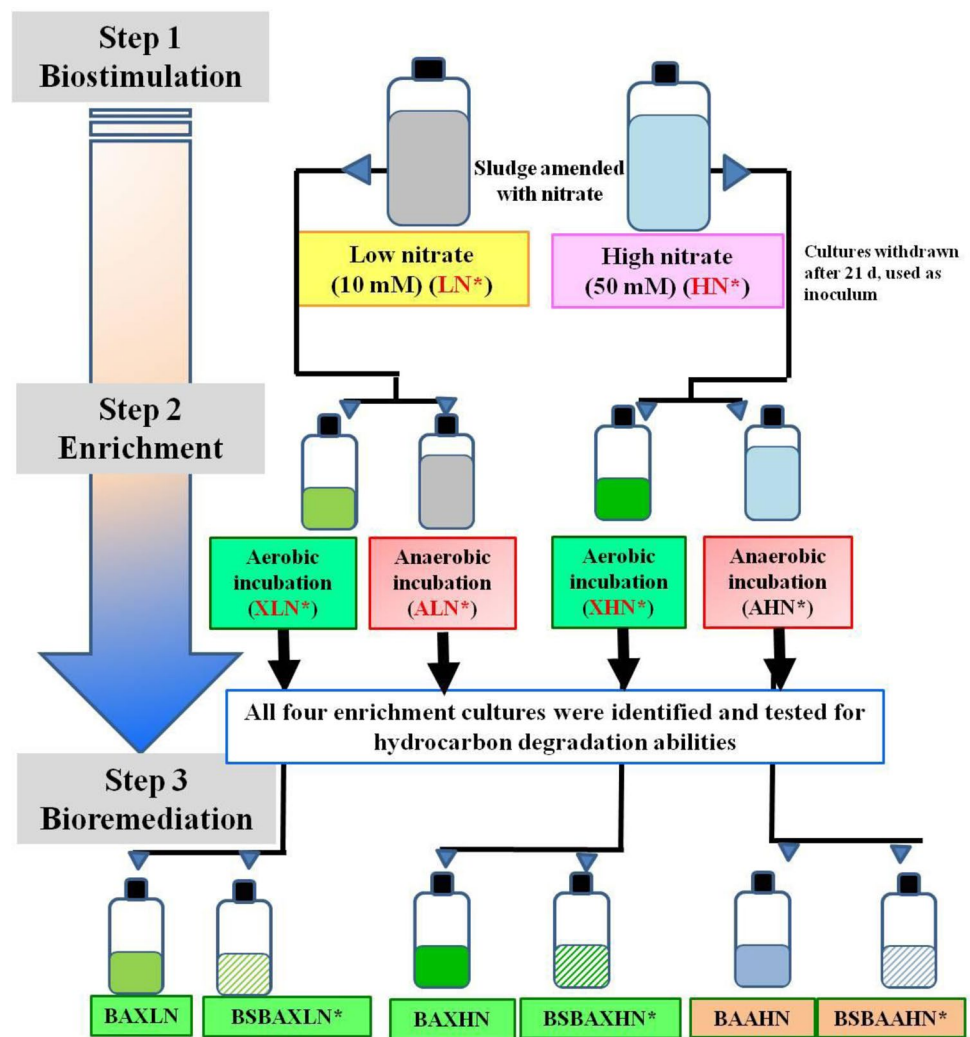 Step 1
Biostimulation
Sludge amended
with nitrate
Low nitrate
(10 mM) (LN*)
High nitrate
(50 mM) (HN*)
Cultures withdrawn
after 21 d, used as
inoculum
Step 2
Enrichment
Aerobic
incubation
(XLN*)
Anaerobic
incubation
(ALN*)
Aerobic
incubation
(XHN*)
Anaerobic
incubation
(AHN*)
All four enrichment cultures were identified and tested for
hydrocarbon degradation abilities
Step 3
Bioremediation
BAXLN
BSBAXLN*
BAXHN
BSBAXHN*
BAAHN
BSBAAHN*